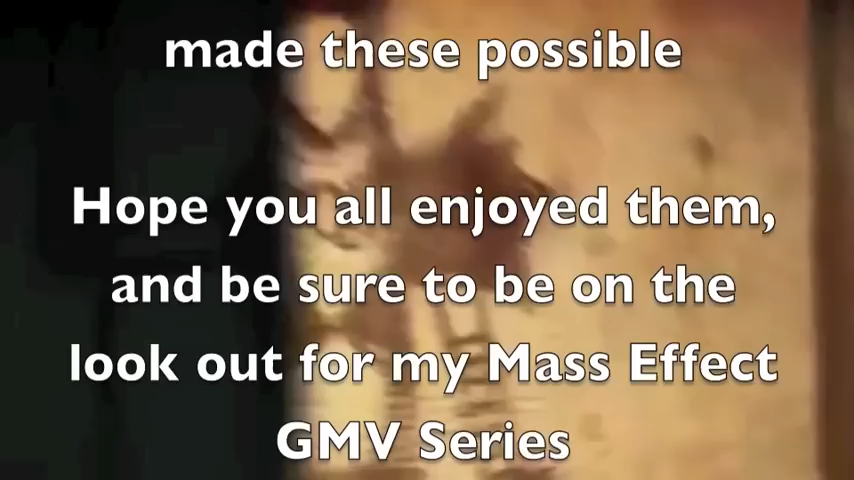 made these possible
Hope you all enjoyed them,
and be sure to be on the
look out for my Mass Effect
GMV Series